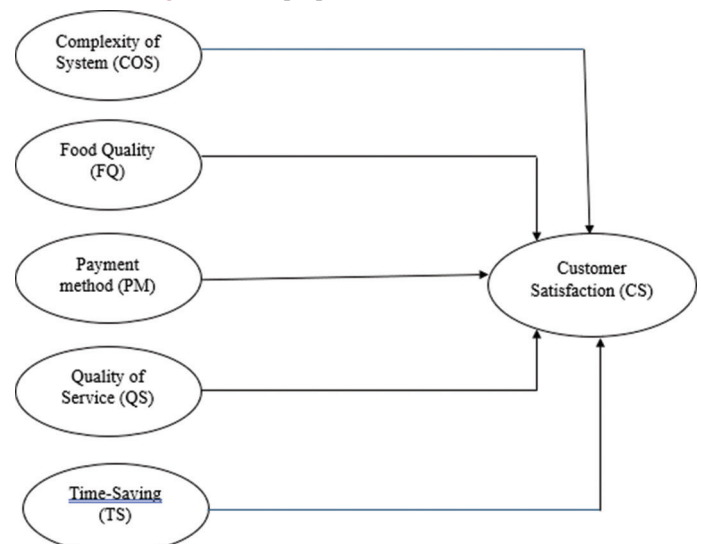 Complexity of
System (COS)
Food Quality
(FQ)
Payment
method (PM)
Customer
Satisfaction (CS)
Quality of
Service (QS)
Time-Saving
(TS)